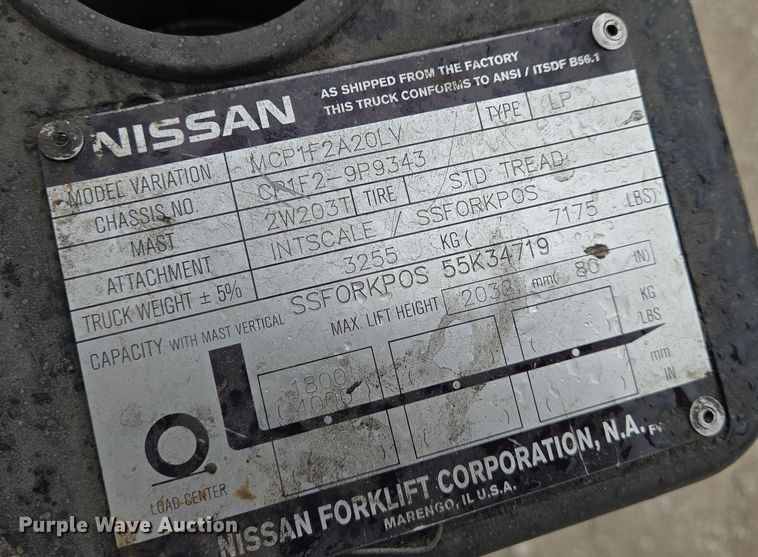 NISSAN
AS SHIPPED FROM THE FACTORY
THIS TRUCK CONFORMS TO ANSI / ITSDF B56.1
MODEL VARIATION MCP1F2A20LV TYPE LP
CHASSIS NO. CP1F2-9P9343
MAST 2W203T TIRE STD TREAD
ATTACHMENT INTSCALE / SSFORKPOS
TRUCK WEIGHT ± 5% 3255 KG ( 7175 LBS)
SSFORKPOS 55K34719
CAPACITY WITH MAST VERTICAL MAX. LIFT HEIGHT 2032 mm( 80 IN)
KG
LBS
1800
mm
IN
LOAD CENTER
NISSAN FORKLIFT CORPORATION, N.A.
MARENGO, IL U.S.A.
Purple Wave Auction